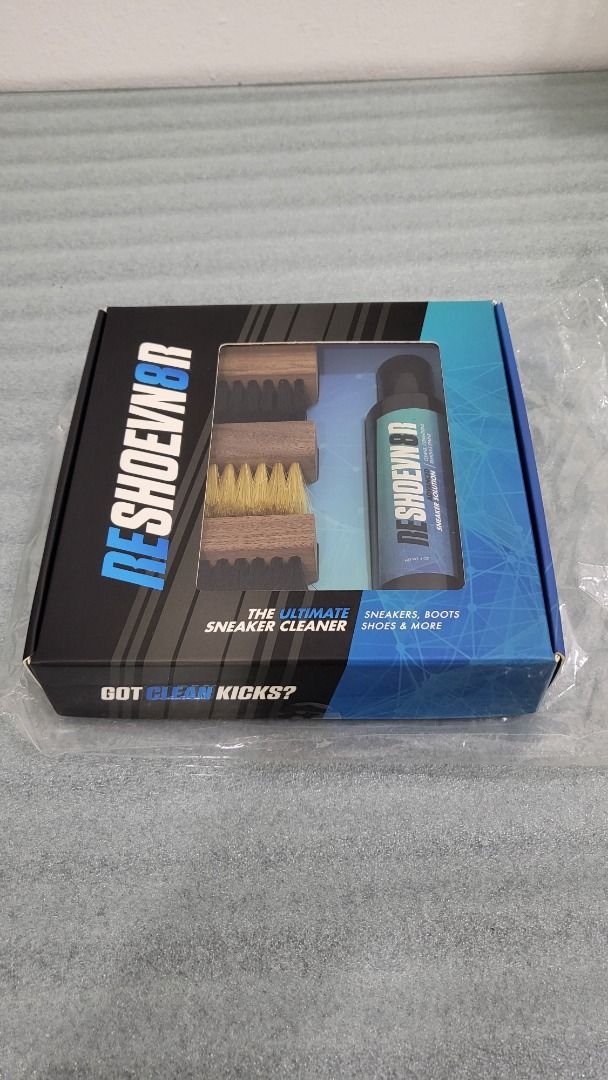 RESHOEVN8R
RESHOEVN8R
SNEAKER SOLUTION
THE ULTIMATE
SNEAKER CLEANER
SNEAKERS, BOOTS
SHOES & MORE
GOT CLEAN KICKS?